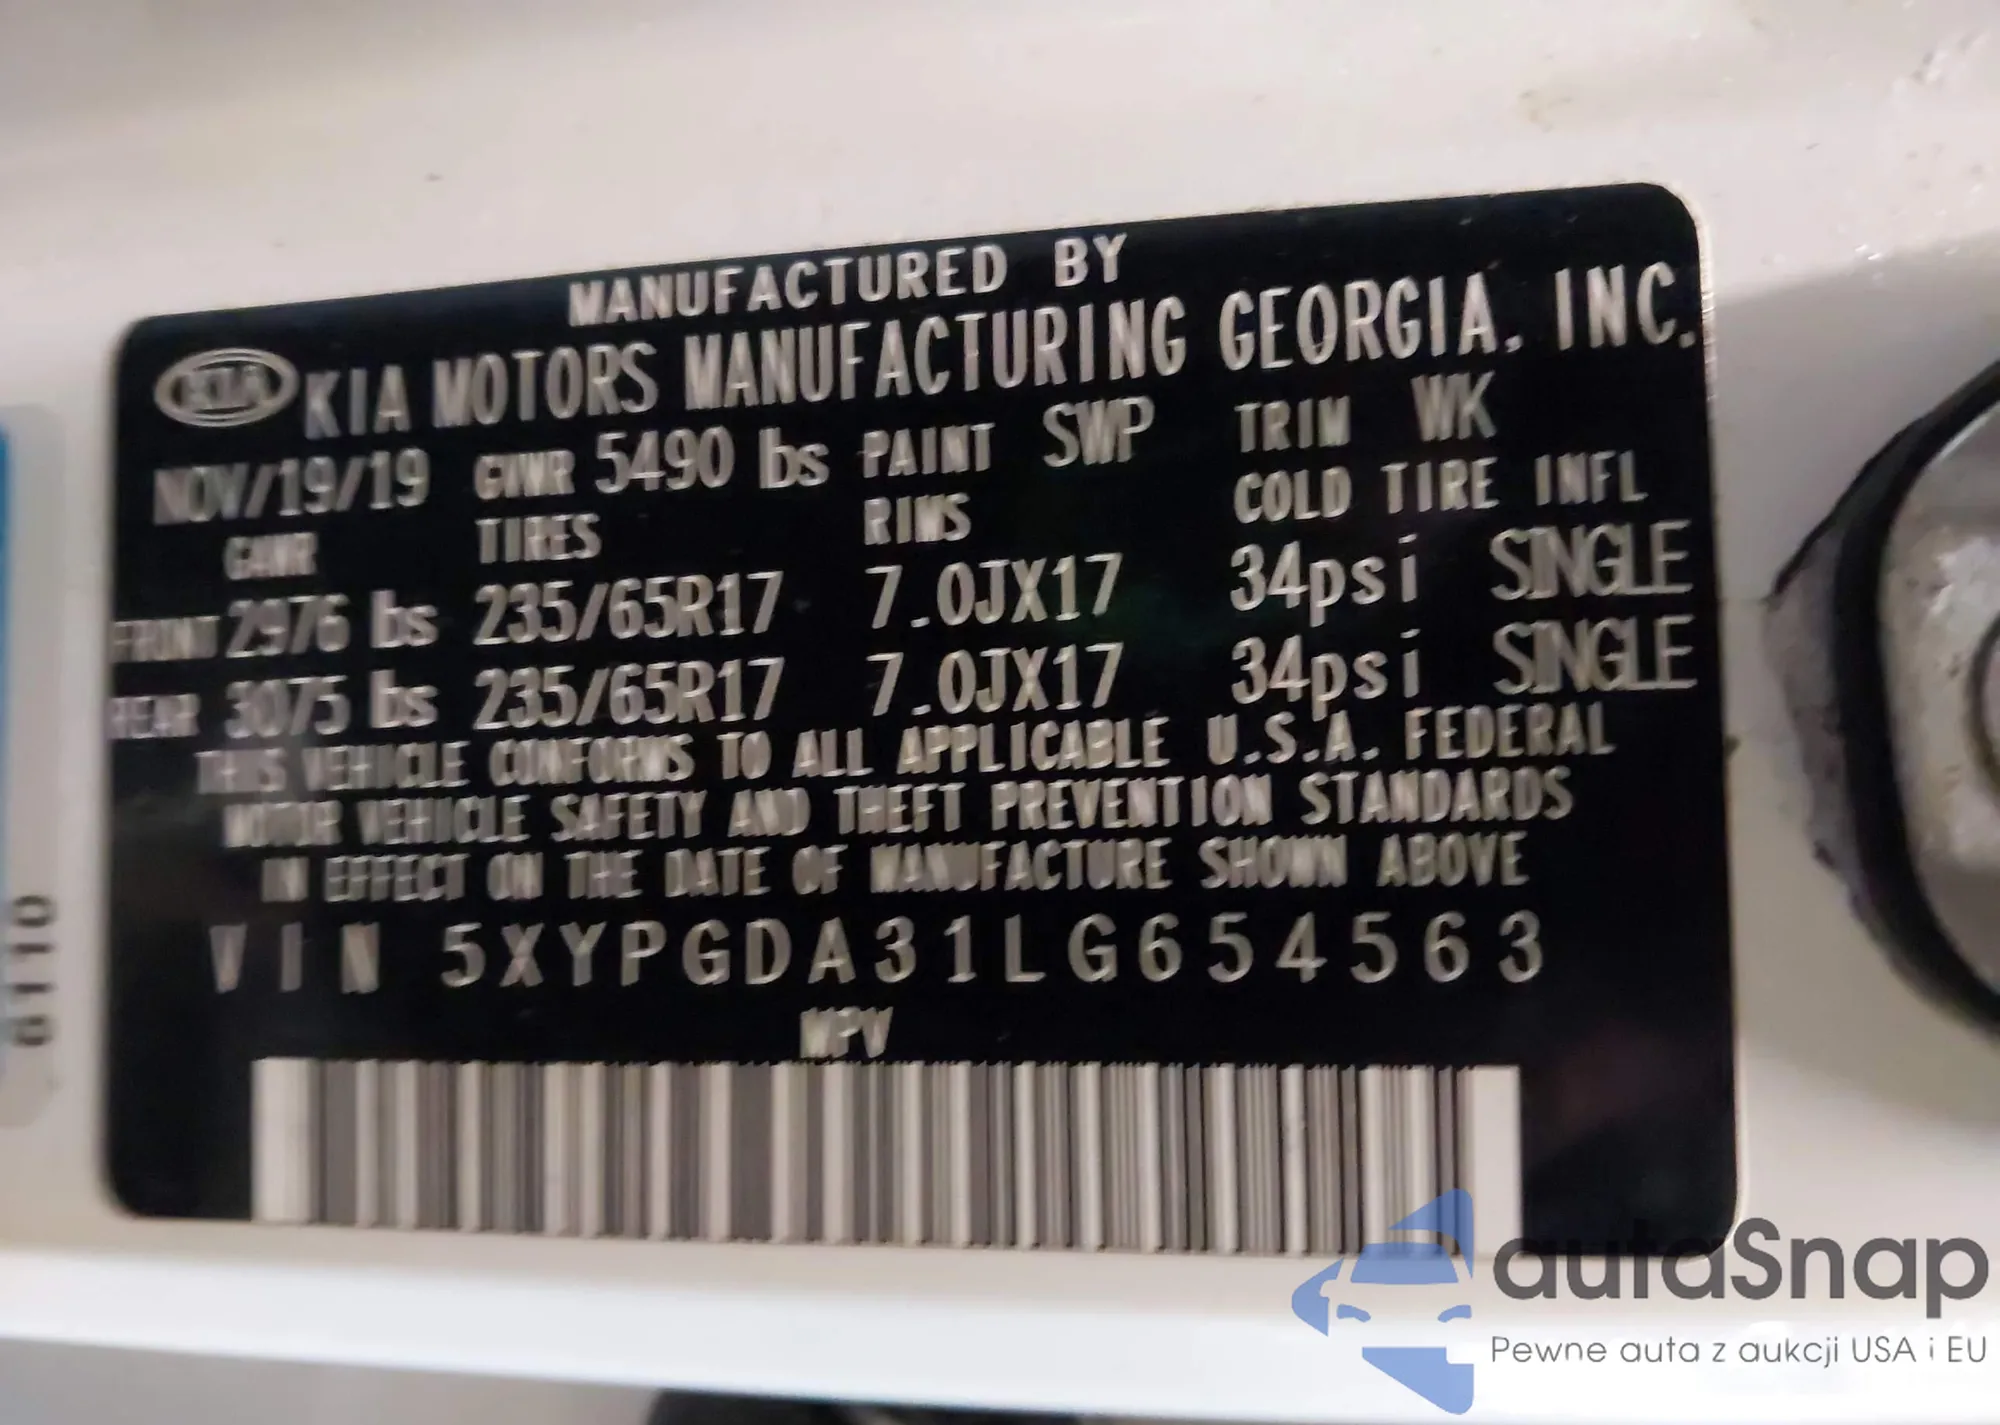 MANUFACTURED BY
KIA KIA MOTORS MANUFACTURING GEORGIA, INC.
NOV/19/19 GVWR 5490 lbs PAINT SWP TRIM WK
GAWR TIRES RIMS COLD TIRE INFL
FRONT 2976 lbs 235/65R17 7.0JX17 34psi SINGLE
REAR 3075 lbs 235/65R17 7.0JX17 34psi SINGLE
THIS VEHICLE CONFORMS TO ALL APPLICABLE U.S.A. FEDERAL
MOTOR VEHICLE SAFETY AND THEFT PREVENTION STANDARDS
IN EFFECT ON THE DATE OF MANUFACTURE SHOWN ABOVE
VIN 5XYPGDA31LG654563
MPV
autaSnap
Pewne auta z aukcji USA i EU